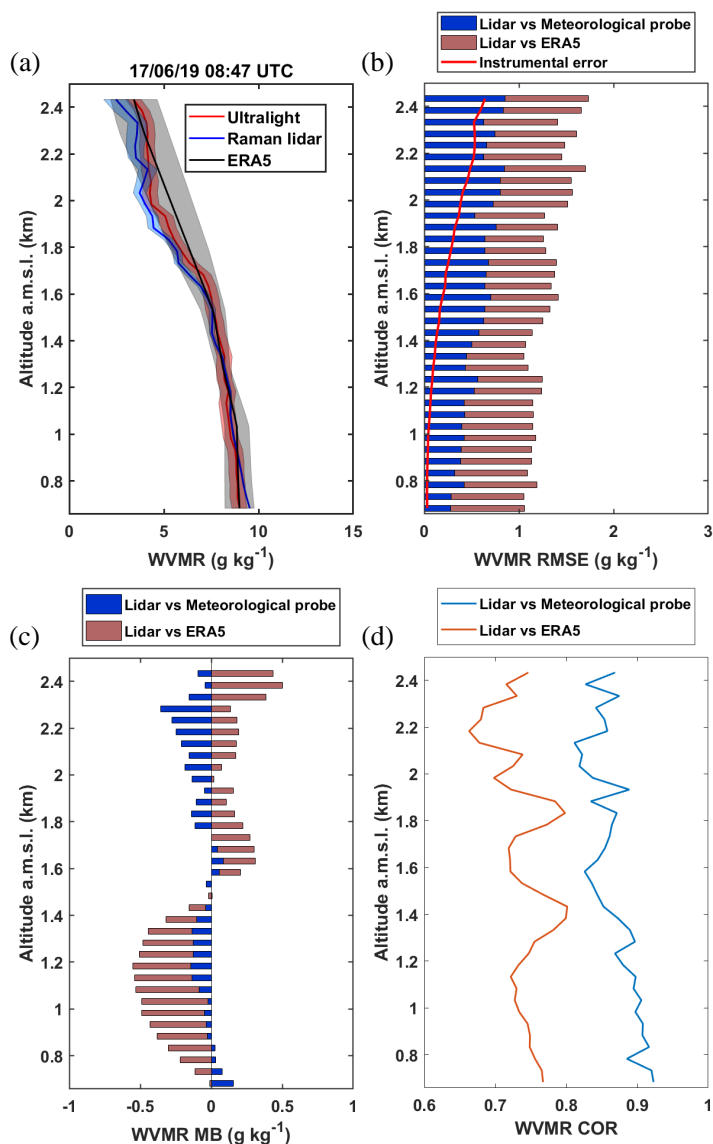 (a)
17/06/19 08:47 UTC
Ultralight
Raman lidar
ERA5
2.4
2.2
2
1.8
1.6
1.4
1.2
1
0.8
Altitude a.m.s.l. (km)
0
5
10
15
WVMR (g kg-1)
(b)
Lidar vs Meteorological probe
Lidar vs ERA5
Instrumental error
2.4
2.2
2
1.8
1.6
1.4
1.2
1
0.8
Altitude a.m.s.l. (km)
0
1
2
3
WVMR RMSE (g kg-1)
(c)
Lidar vs Meteorological probe
Lidar vs ERA5
2.4
2.2
2
1.8
1.6
1.4
1.2
1
0.8
Altitude a.m.s.l. (km)
-1
-0.5
0
0.5
1
WVMR MB (g kg-1)
(d)
Lidar vs Meteorological probe
Lidar vs ERA5
2.4
2.2
2
1.8
1.6
1.4
1.2
1
0.8
Altitude a.m.s.l. (km)
0.6
0.7
0.8
0.9
1
WVMR COR